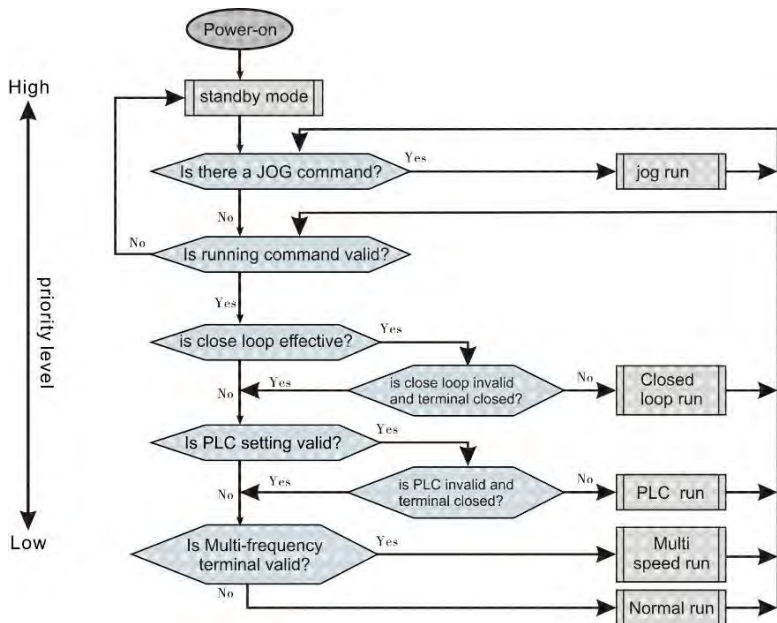 Power-on
High
standby mode
Is there a JOG command?
Yes
jog run
No
No
Is running command valid?
Yes
priority level
is close loop effective?
Yes
No
Yes
is close loop invalid
and terminal closed?
No
Closed
loop run
Is PLC setting valid?
Yes
No
Yes
is PLC invalid and
terminal closed?
No
PLC run
Low
Is Multi-frequency
terminal valid?
Yes
Multi
speed run
No
Normal run